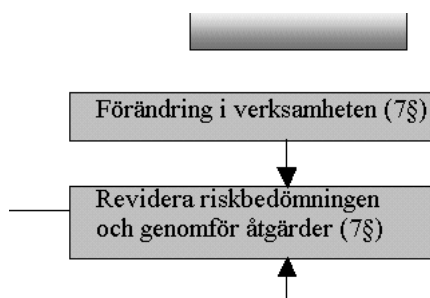 Förändring i verksamheten (7§)
Revidera riskbedömningen
och genomför åtgärder (7§)